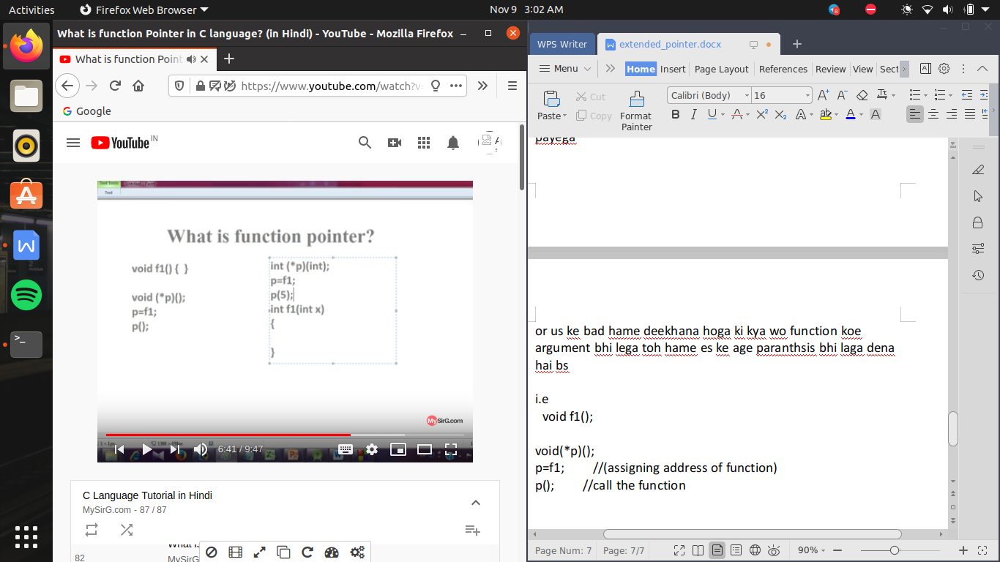 Activities
Firefox Web Browser
Nov 9 3:02 AM
What is function Pointer in C language? (in Hindi) - YouTube - Mozilla Firefox
What is function Point
https://www.youtube.com/watch?v=
Google
YouTube IN
Text Tools
Text
What is function pointer?
void f1() { }
void (*p)();
p=f1;
p();
int (*p)(int);
p=f1;
p(5);
int f1(int x)
{
}
MySirG.com
6:41 / 9:47
C Language Tutorial in Hindi
MySirG.com - 87 / 87
82
MySirG
WPS Writer
extended_pointer.docx
Menu
Home
Insert
Page Layout
References
Review
View
Sect
Paste
Cut
Copy
Format
Painter
Calibri (Body)
16
payega
or us ke bad hame deekhana hoga ki kya wo function koe
argument bhi lega toh hame es ke age paranthsis bhi laga dena
hai bs
i.e
void f1();
void(*p)();
p=f1; //(assigning address of function)
p(); //call the function
Page Num: 7
Page: 7/7
90%